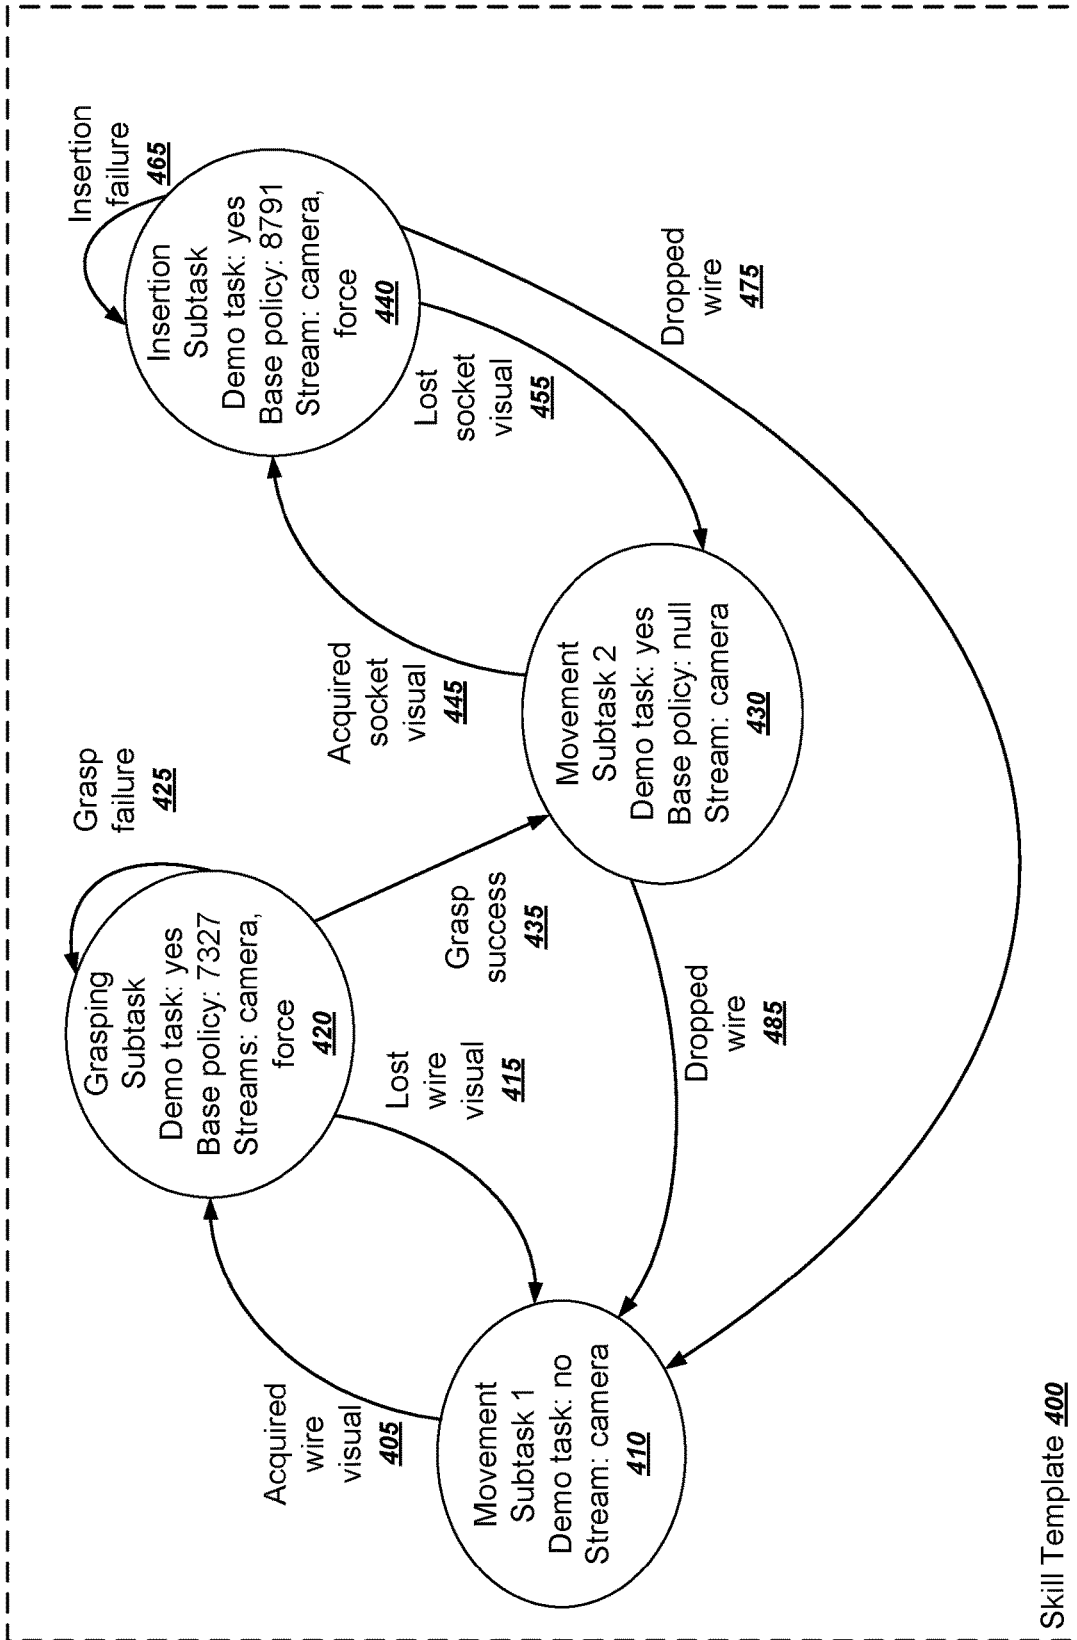 Movement
Subtask 1
Demo task: no
Stream: camera
410
Acquired
wire
visual
405
Grasping
Subtask
Demo task: yes
Base policy: 7327
Streams: camera,
force
420
Grasp
failure
425
Lost
wire
visual
415
Grasp
success
435
Movement
Subtask 2
Demo task: yes
Base policy: null
Stream: camera
430
Dropped
wire
485
Acquired
socket
visual
445
Insertion
Subtask
Demo task: yes
Base policy: 8791
Stream: camera,
force
440
Insertion
failure
465
Lost
socket
visual
455
Dropped
wire
475
Skill Template 400